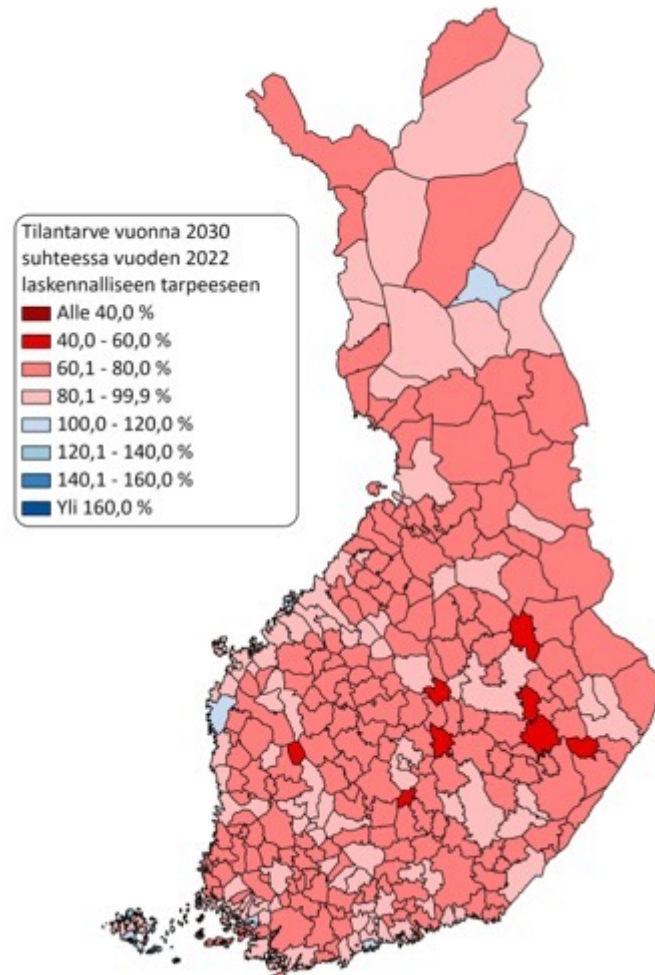 Tilantarve vuonna 2030
suhteessa vuoden 2022
laskennalliseen tarpeeseen
Alle 40,0 %
40,0 - 60,0 %
60,1 - 80,0 %
80,1 - 99,9 %
100,0 - 120,0 %
120,1 - 140,0 %
140,1 - 160,0 %
Yli 160,0 %